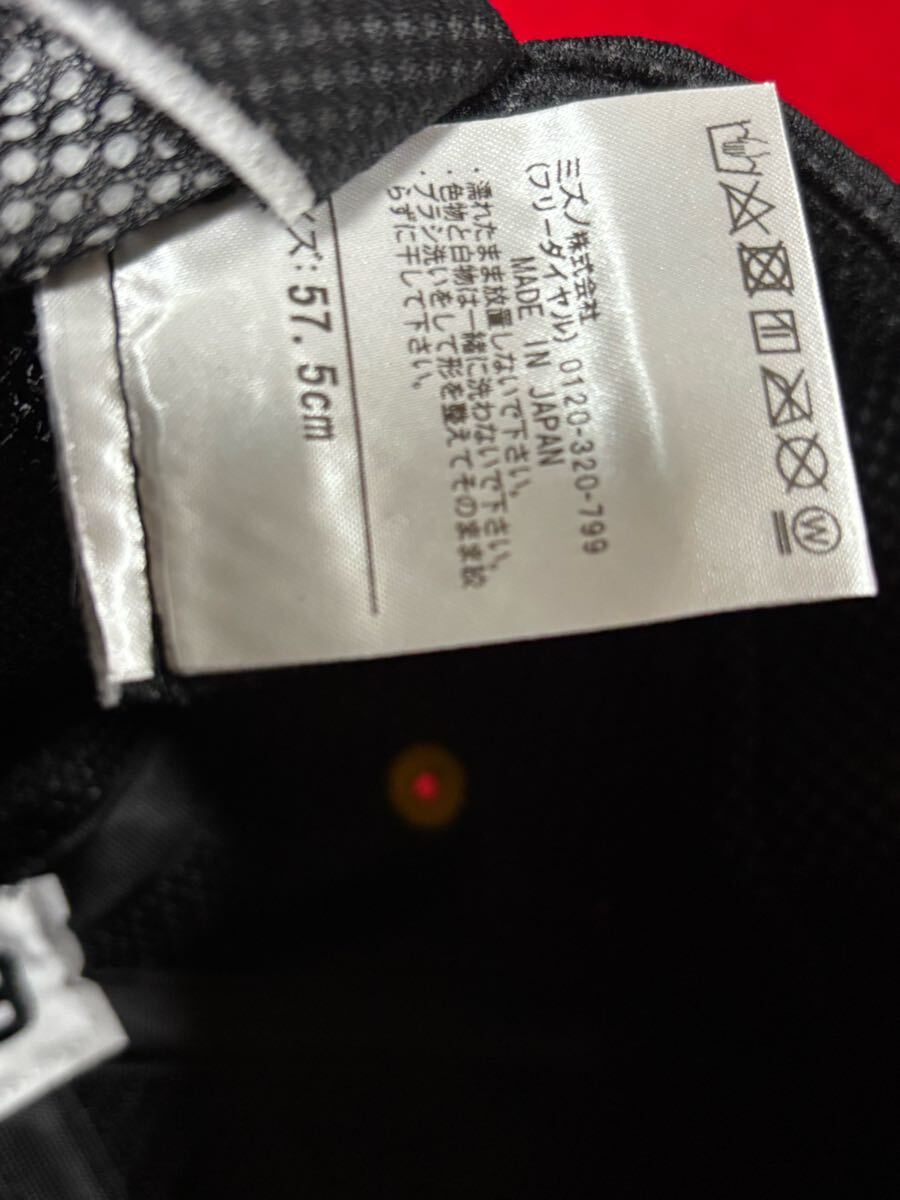 ズ: 57.5cm
・濡れたまま放置しないで下さい。
・色物と白物は一緒に洗わないで下さい。
・ブラシ洗いをして形を整えてそのまま絞
らずに干して下さい。
MADE IN JAPAN
ミズノ株式会社
(フリーダイヤル) 0120-320-799
W